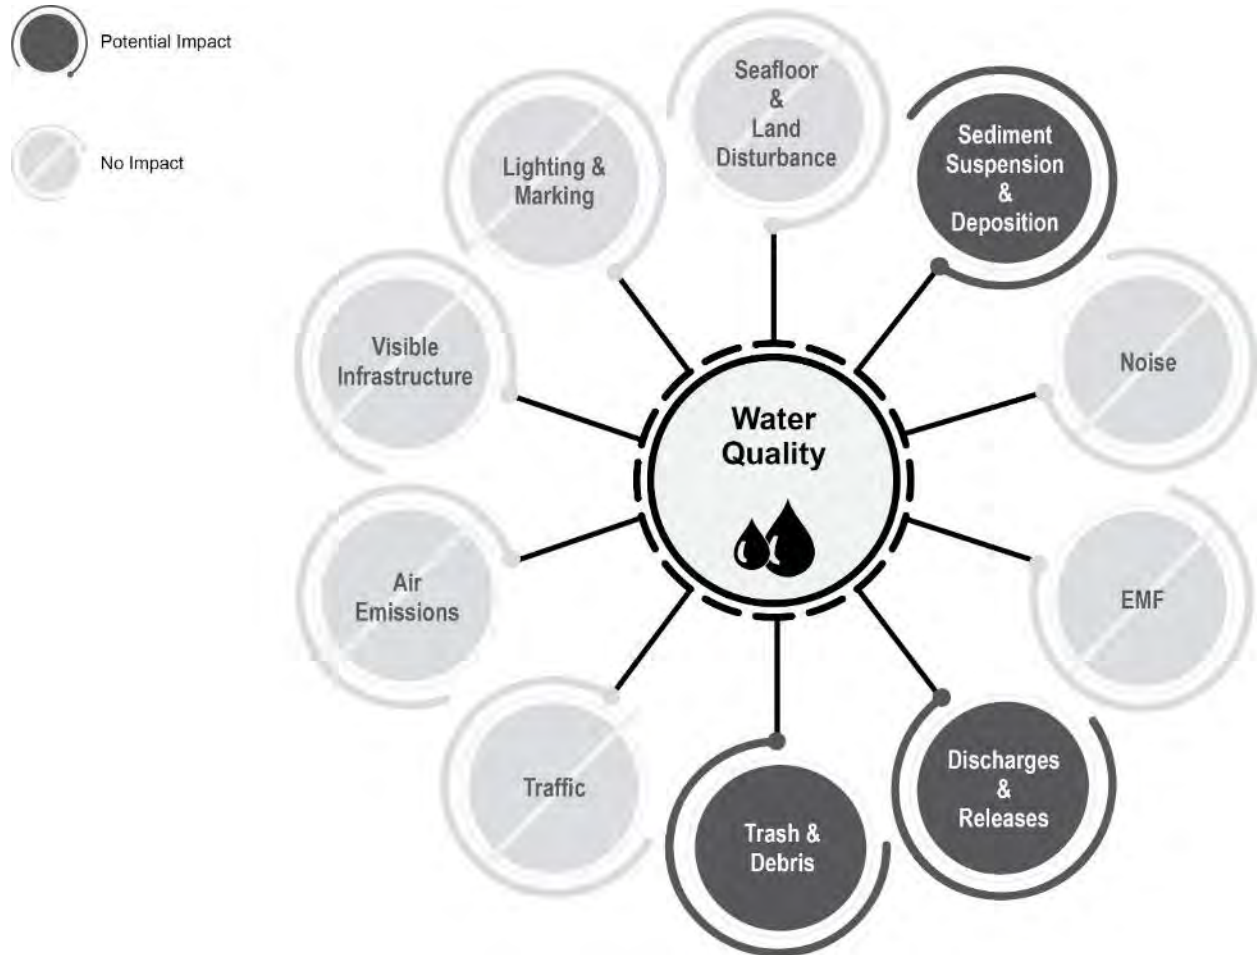 Potential Impact
No Impact
Seafloor
&
Land
Disturbance
Sediment
Suspension
&
Deposition
Noise
EMF
Discharges
&
Releases
Trash &
Debris
Traffic
Air
Emissions
Visible
Infrastructure
Lighting &
Marking
Water
Quality